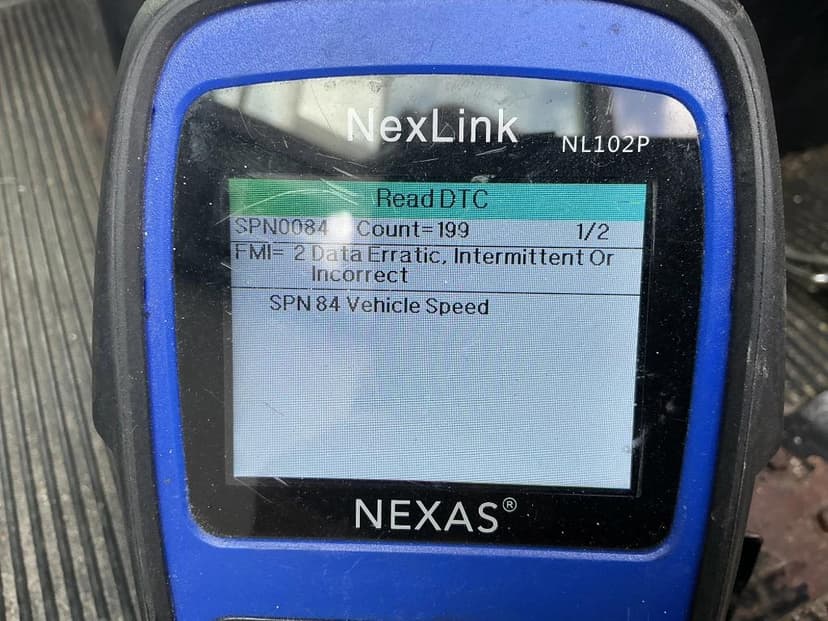 NexLink
NL102P
Read DTC
SPN0084 Count=199 1/2
FMI= 2 Data Erratic, Intermittent Or
Incorrect
SPN 84 Vehicle Speed
NEXAS®